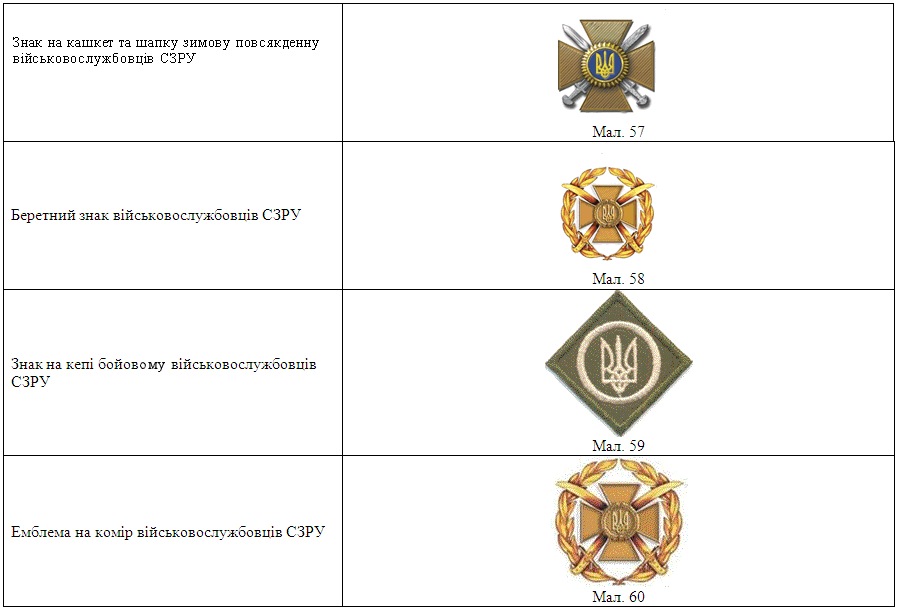 Знак на кашкет та шапку зимову повсякденну
військовослужбовців СЗРУ
Мал. 57
Беретний знак військовослужбовців СЗРУ
Мал. 58
Знак на кепі бойовому військовослужбовців
СЗРУ
Мал. 59
Емблема на комір військовослужбовців СЗРУ
Мал. 60